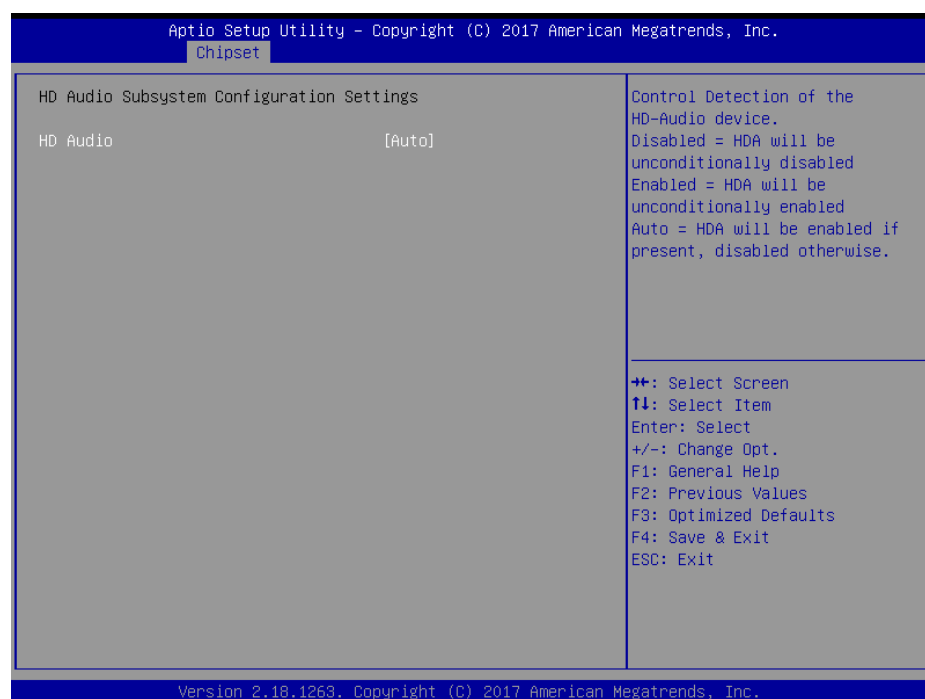 Aptio Setup Utility – Copyright (C) 2017 American Megatrends, Inc.
Chipset
HD Audio Subsystem Configuration Settings
HD Audio [Auto]
Control Detection of the
HD-Audio device.
Disabled = HDA will be
unconditionally disabled
Enabled = HDA will be
unconditionally enabled
Auto = HDA will be enabled if
present, disabled otherwise.
→←: Select Screen
↑↓: Select Item
Enter: Select
+/-: Change Opt.
F1: General Help
F2: Previous Values
F3: Optimized Defaults
F4: Save & Exit
ESC: Exit
Version 2.18.1263. Copyright (C) 2017 American Megatrends, Inc.